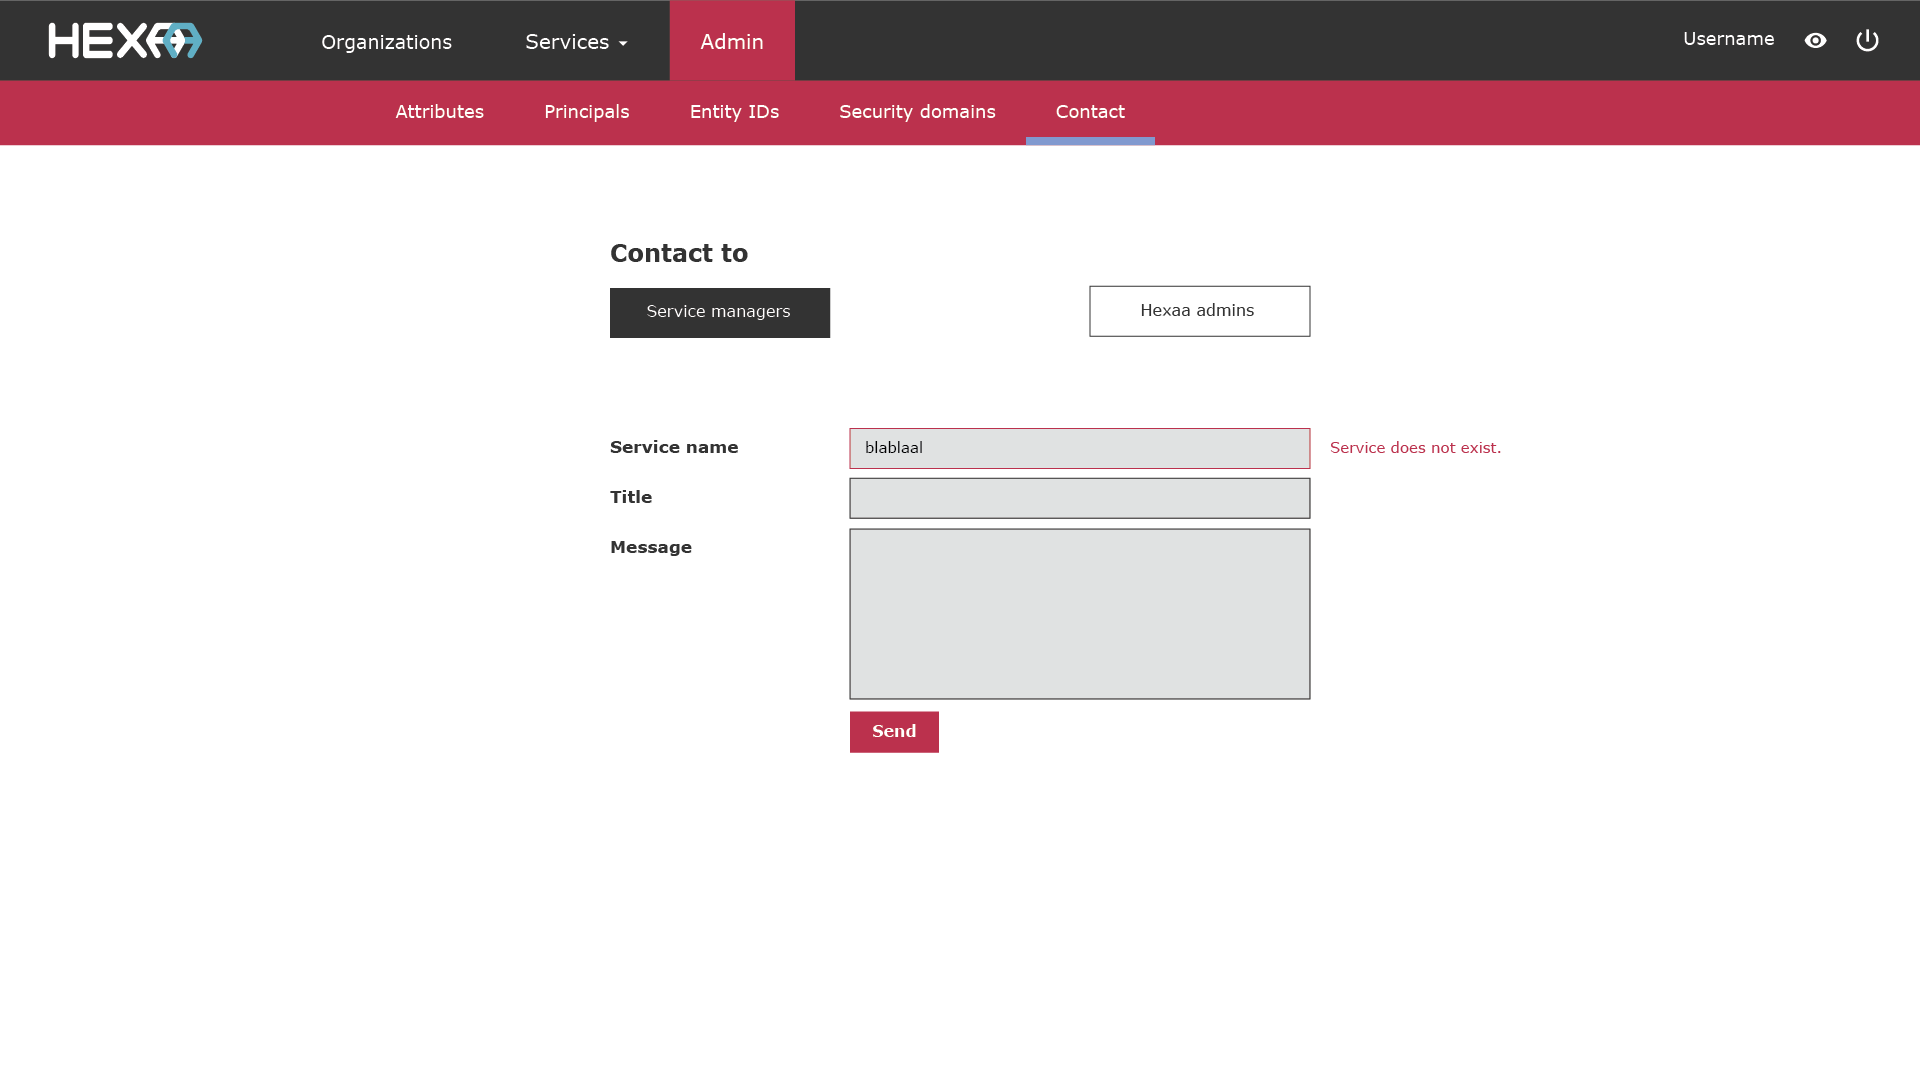 HEXAA
Organizations
Services
Admin
Username
Attributes
Principals
Entity IDs
Security domains
Contact
Contact to
Service managers
Hexaa admins
Service name
blablaal
Service does not exist.
Title
Message
Send